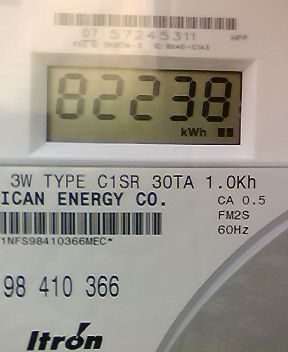 07 57245311
82238
kWh
3W TYPE C1SR 30TA 1.0Kh
ICAN ENERGY CO. CA 0.5
FM2S
60Hz
1NFS98410366MEC*
98 410 366
Itron